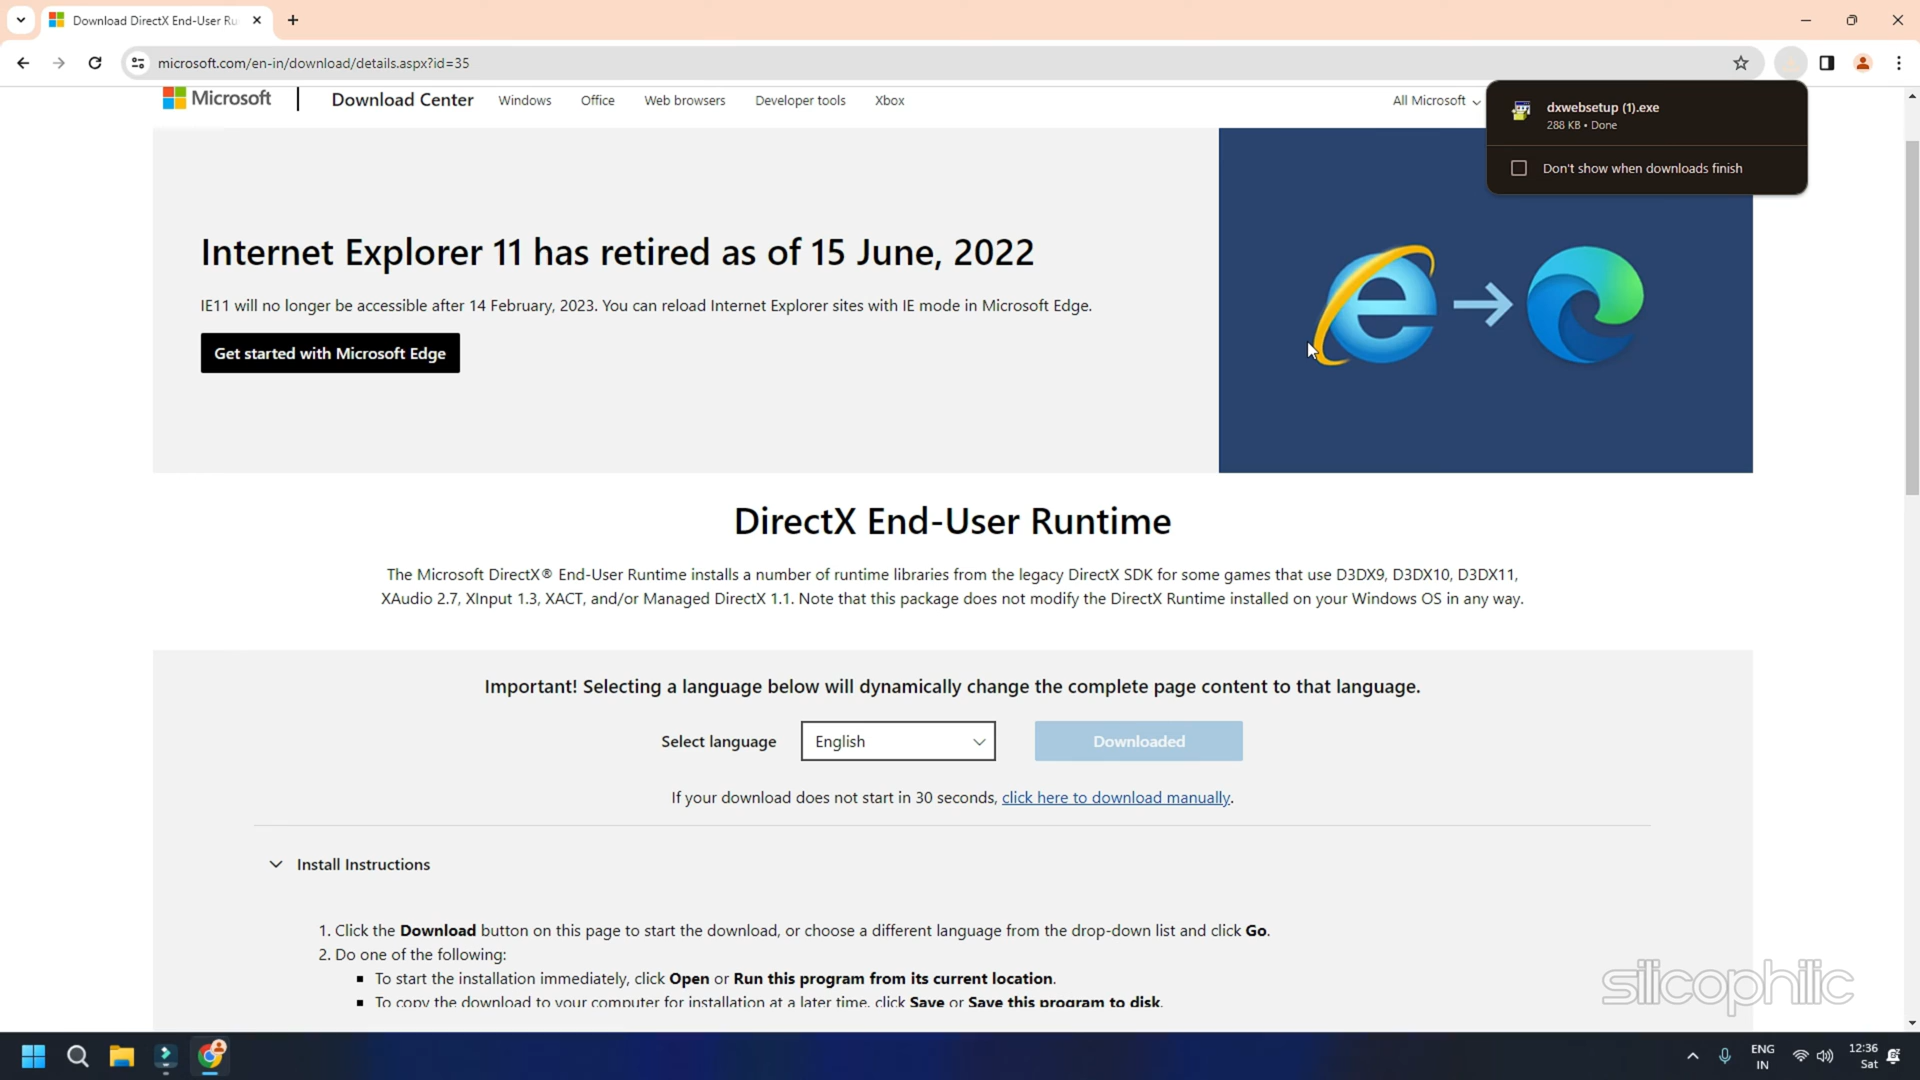 Download DirectX End-User Ru
microsoft.com/en-in/download/details.aspx?id=35
Microsoft
Download Center
Windows
Office
Web browsers
Developer tools
Xbox
All Microsoft
dxwebsetup (1).exe
288 KB • Done
Don't show when downloads finish
Internet Explorer 11 has retired as of 15 June, 2022
IE11 will no longer be accessible after 14 February, 2023. You can reload Internet Explorer sites with IE mode in Microsoft Edge.
Get started with Microsoft Edge
DirectX End-User Runtime
The Microsoft DirectX® End-User Runtime installs a number of runtime libraries from the legacy DirectX SDK for some games that use D3DX9, D3DX10, D3DX11,
XAudio 2.7, XInput 1.3, XACT, and/or Managed DirectX 1.1. Note that this package does not modify the DirectX Runtime installed on your Windows OS in any way.
Important! Selecting a language below will dynamically change the complete page content to that language.
Select language
English
Downloaded
If your download does not start in 30 seconds, click here to download manually.
Install Instructions
1. Click the Download button on this page to start the download, or choose a different language from the drop-down list and click Go.
2. Do one of the following:
▪ To start the installation immediately, click Open or Run this program from its current location.
▪ To copy the download to your computer for installation at a later time, click Save or Save this program to disk.
silicophilic
ENG
IN
12:36
Sat